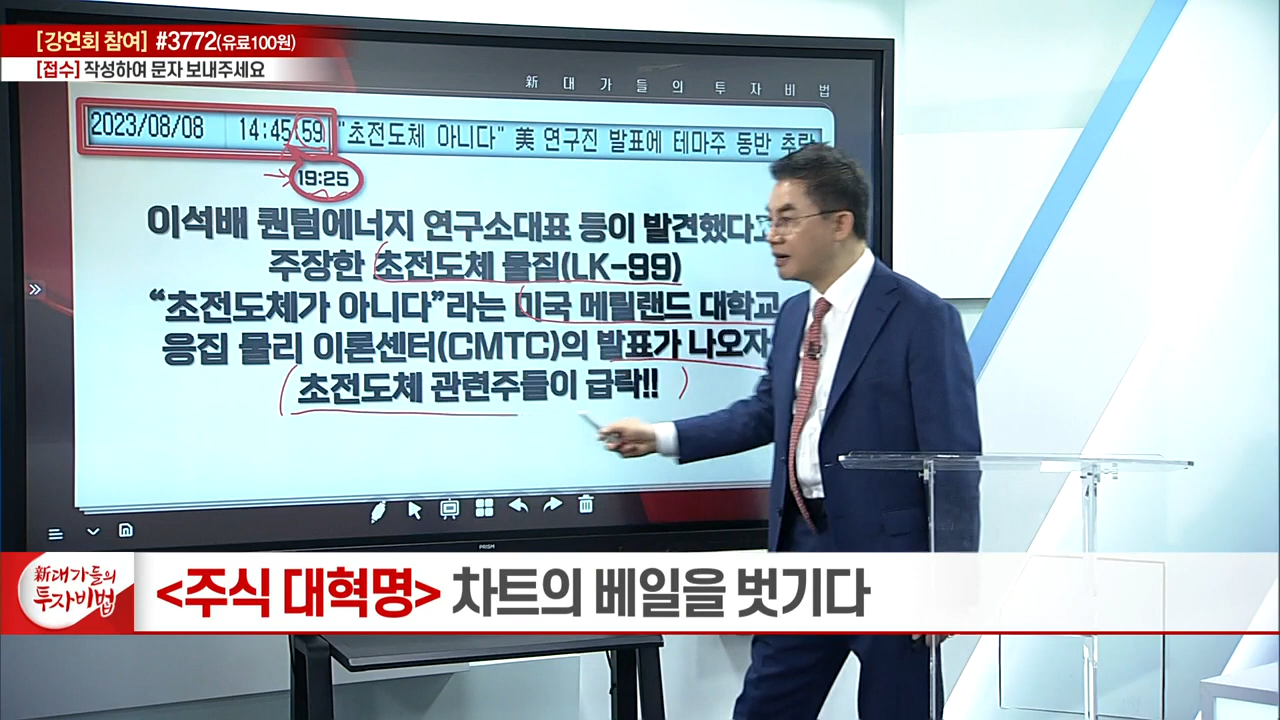 [강연회 참여] #3772(유료100원)
[접수] 작성하여 문자 보내주세요
新 대 가 들 의 투 자 비 법
2023/08/08 14:45:59 "초전도체 아니다" 美 연구진 발표에 테마주 동반 추락
19:25
이석배 퀀텀에너지 연구소대표 등이 발견했다고
주장한 초전도체 물질(LK-99)
“초전도체가 아니다”라는 미국 메릴랜드 대학교
응집 물리 이론센터(CMTC)의 발표가 나오자
초전도체 관련주들이 급락!!
PRISM
新대가들의
투자비법
<주식 대혁명> 차트의 베일을 벗기다